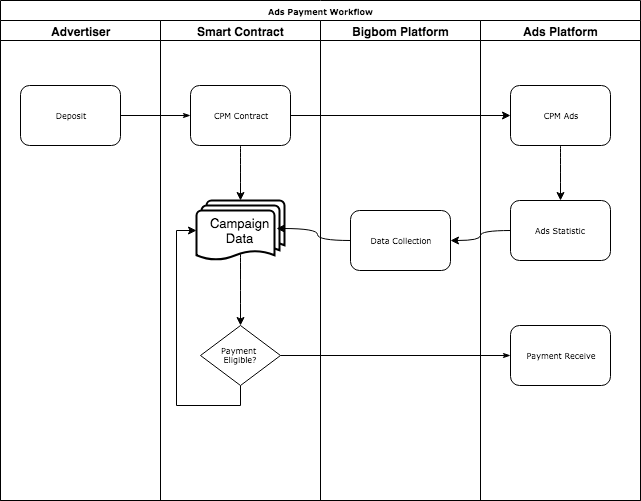 Ads Payment Workflow
Advertiser
Smart Contract
Bigbom Platform
Ads Platform
Deposit
CPM Contract
CPM Ads
Campaign
Data
Data Collection
Ads Statistic
Payment
Eligible?
Payment Receive